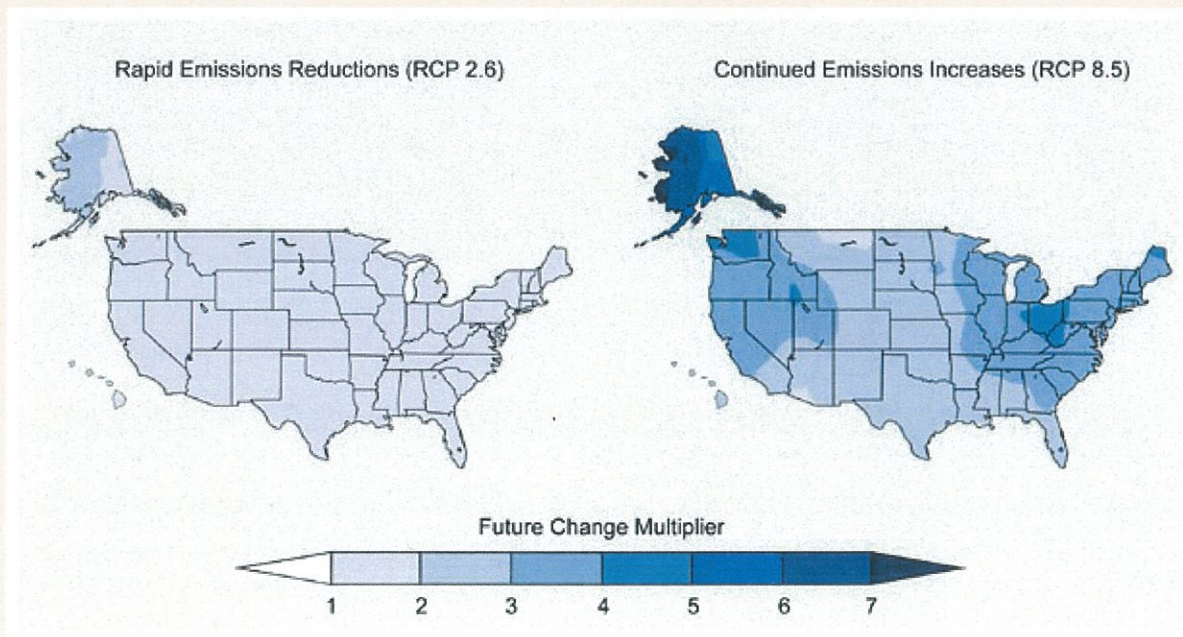 Rapid Emissions Reductions (RCP 2.6)
Continued Emissions Increases (RCP 8.5)
Future Change Multiplier
1 2 3 4 5 6 7